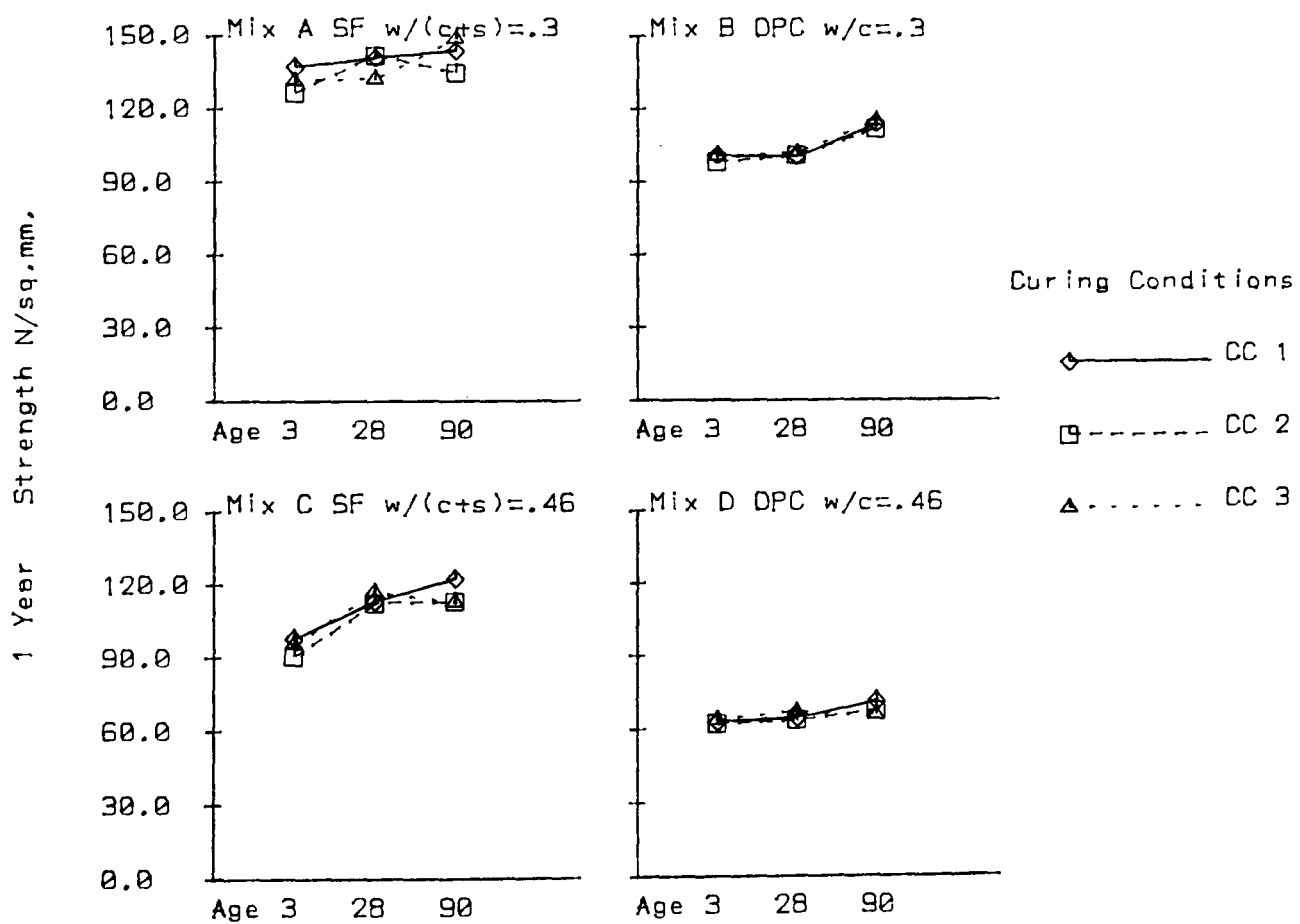 Mix A SF w/(c+s)=.3
150.0
120.0
90.0
60.0
30.0
0.0
Age 3 28 90
Mix B OPC w/c=.3
Age 3 28 90
Mix C SF w/(c+s)=.46
150.0
120.0
90.0
60.0
30.0
0.0
Age 3 28 90
Mix D OPC w/c=.46
Age 3 28 90
1 Year Strength N/sq.mm.
Curing Conditions
CC 1
CC 2
CC 3